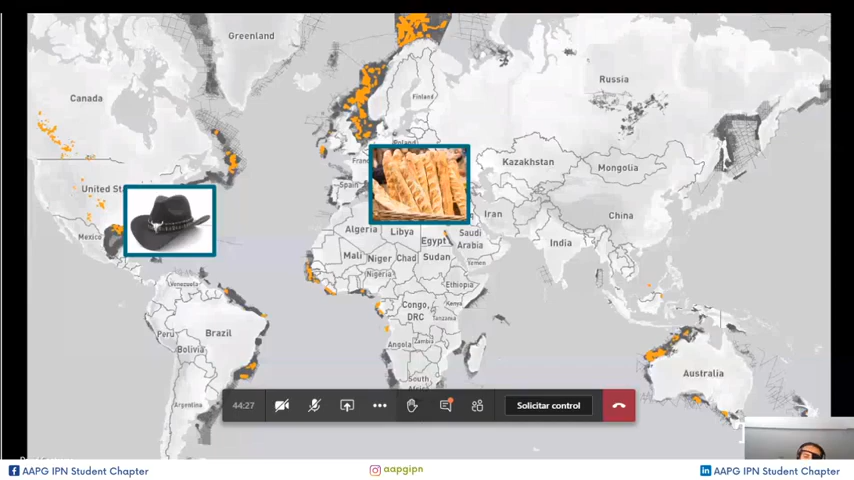 Greenland
Russia
Canada
Finland
Poland
Kazakhstan
Mongolia
United Sta
Spain
Iran
China
Mexico
Algeria
Libya
Egypt
Saudi
Arabia
India
Mali
Niger
Chad
Sudan
Yemen
Nigeria
Venezuela
Ethiopia
Congo,
DRC
Kenya
Tanzania
Peru
Brazil
Bolivia
Angola
Zambia
Australia
South
Argentina
44:27
Solicitar control
AAPG IPN Student Chapter
aapgipn
AAPG IPN Student Chapter